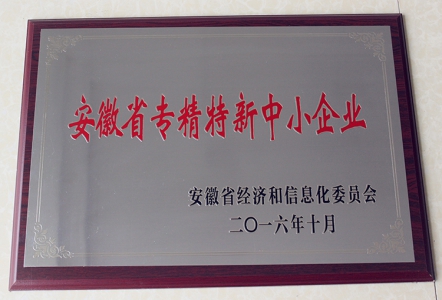 安徽省专精特新中小企业
安徽省经济和信息化委员会
二〇一六年十月